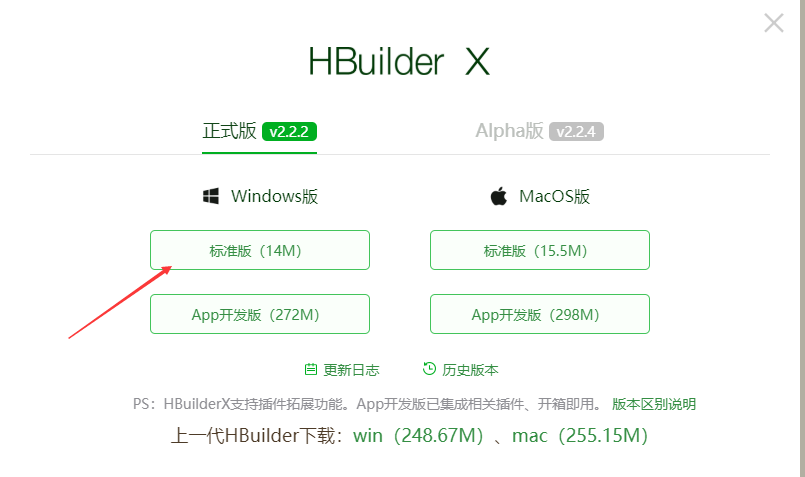 HBuilder X
正式版 v2.2.2 Alpha版 v2.2.4
Windows版 MacOS版
标准版（14M） 标准版（15.5M）
App开发版（272M） App开发版（298M）
更新日志 历史版本
PS：HBuilderX支持插件拓展功能。App开发版已集成相关插件、开箱即用。 版本区别说明
上一代HBuilder下载：win（248.67M）、mac（255.15M）